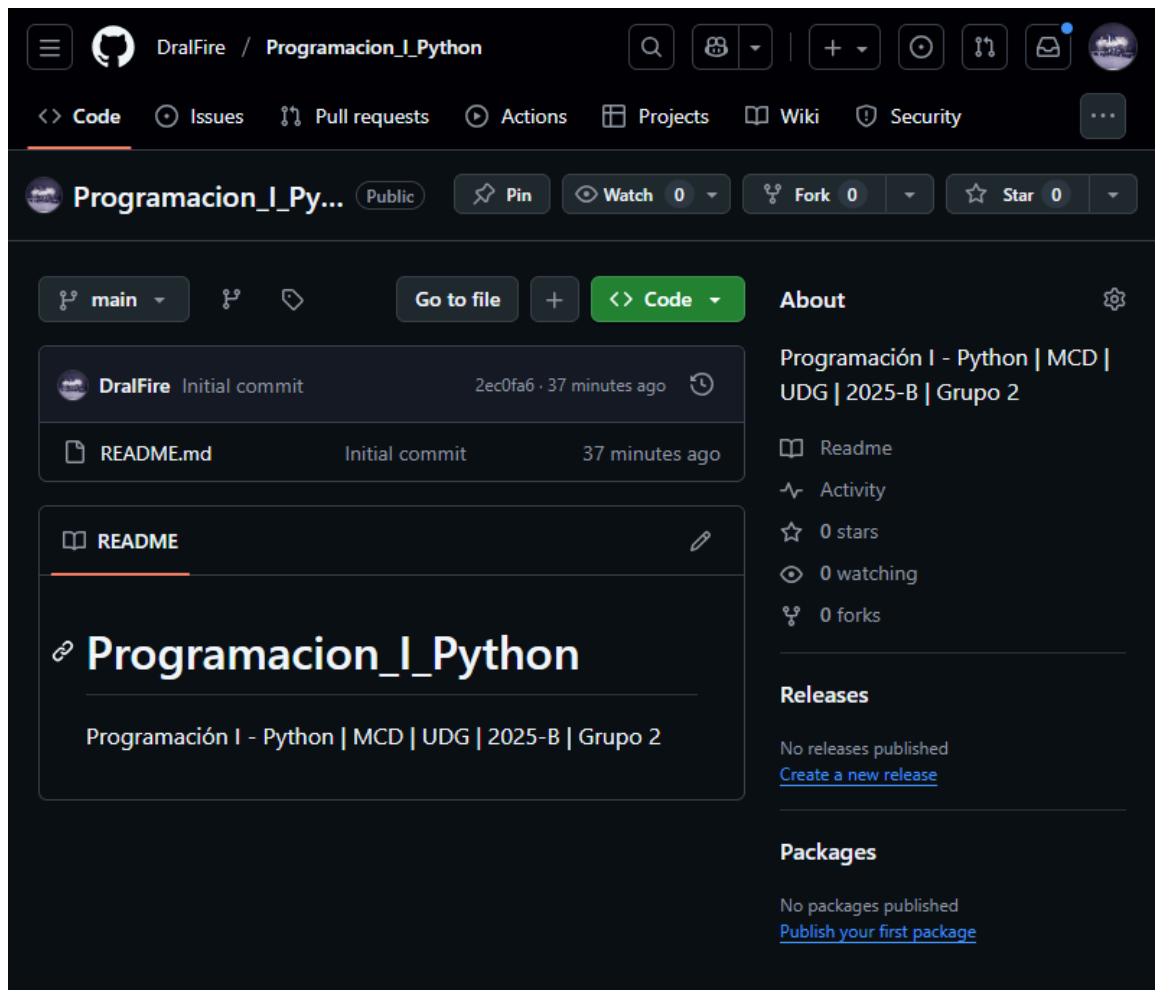 DralFire / Programacion_I_Python
Code Issues Pull requests Actions Projects Wiki Security
Programacion_I_Py... Public Pin Watch 0 Fork 0 Star 0
main Go to file Code
DralFire Initial commit 2ec0fa6 · 37 minutes ago
README.md Initial commit 37 minutes ago
README
Programacion_I_Python
Programación I - Python | MCD | UDG | 2025-B | Grupo 2
About
Programación I - Python | MCD |
UDG | 2025-B | Grupo 2
Readme
Activity
0 stars
0 watching
0 forks
Releases
No releases published
Create a new release
Packages
No packages published
Publish your first package